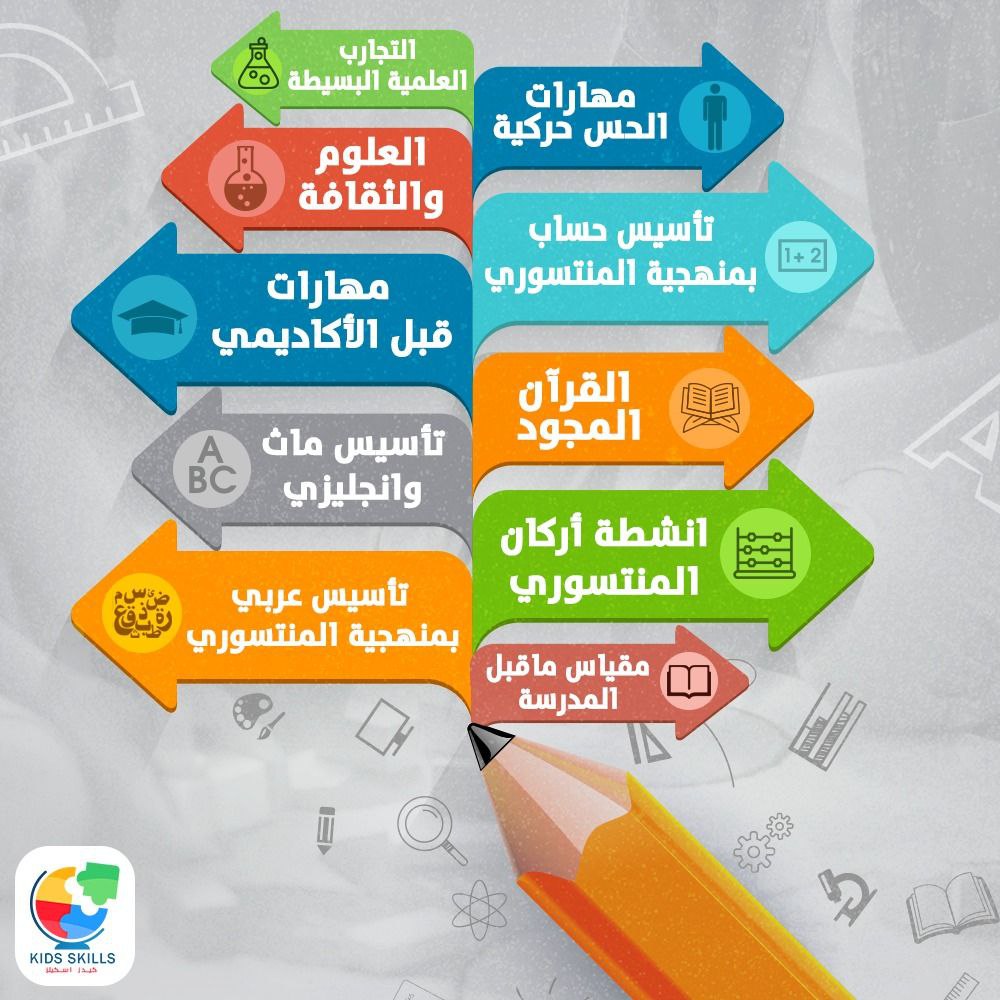 التجارب
العلمية البسيطة
مهارات
الحس حركية
العلوم
والثقافة
تأسيس حساب
بمنهجية المنتسوري
1+2
مهارات
قبل الأكاديمي
القرآن
المجود
تأسيس ماث
وانجليزي
A
BC
انشطة أركان
المنتسوري
تأسيس عربي
بمنهجية المنتسوري
مقياس ماقبل
المدرسة
KIDS SKILLS
كيدز اسكيلز